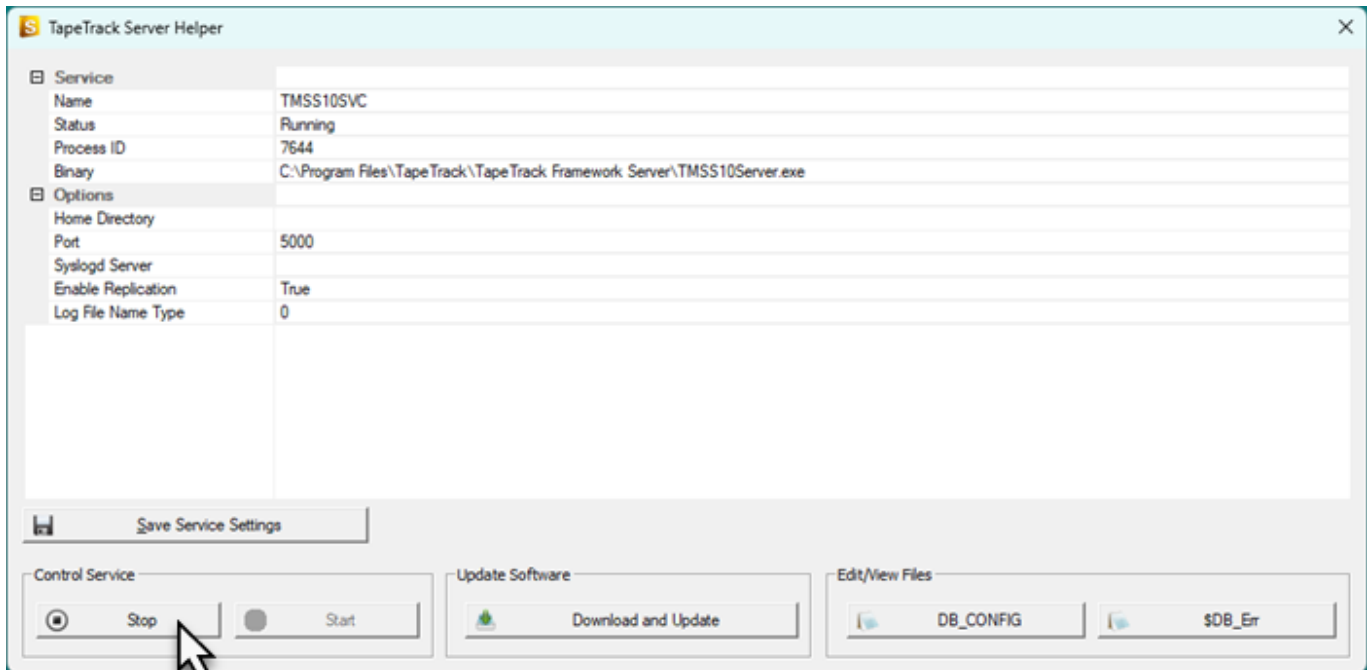 TapeTrack Server Helper
Service
Name TMSS10SVC
Status Running
Process ID 7644
Binary C:\Program Files\TapeTrack\TapeTrack Framework Server\TMSS10Server.exe
Options
Home Directory
Port 5000
Syslogd Server
Enable Replication True
Log File Name Type 0
Save Service Settings
Control Service Update Software Edit/View Files
Stop Start Download and Update DB_CONFIG $DB_Err